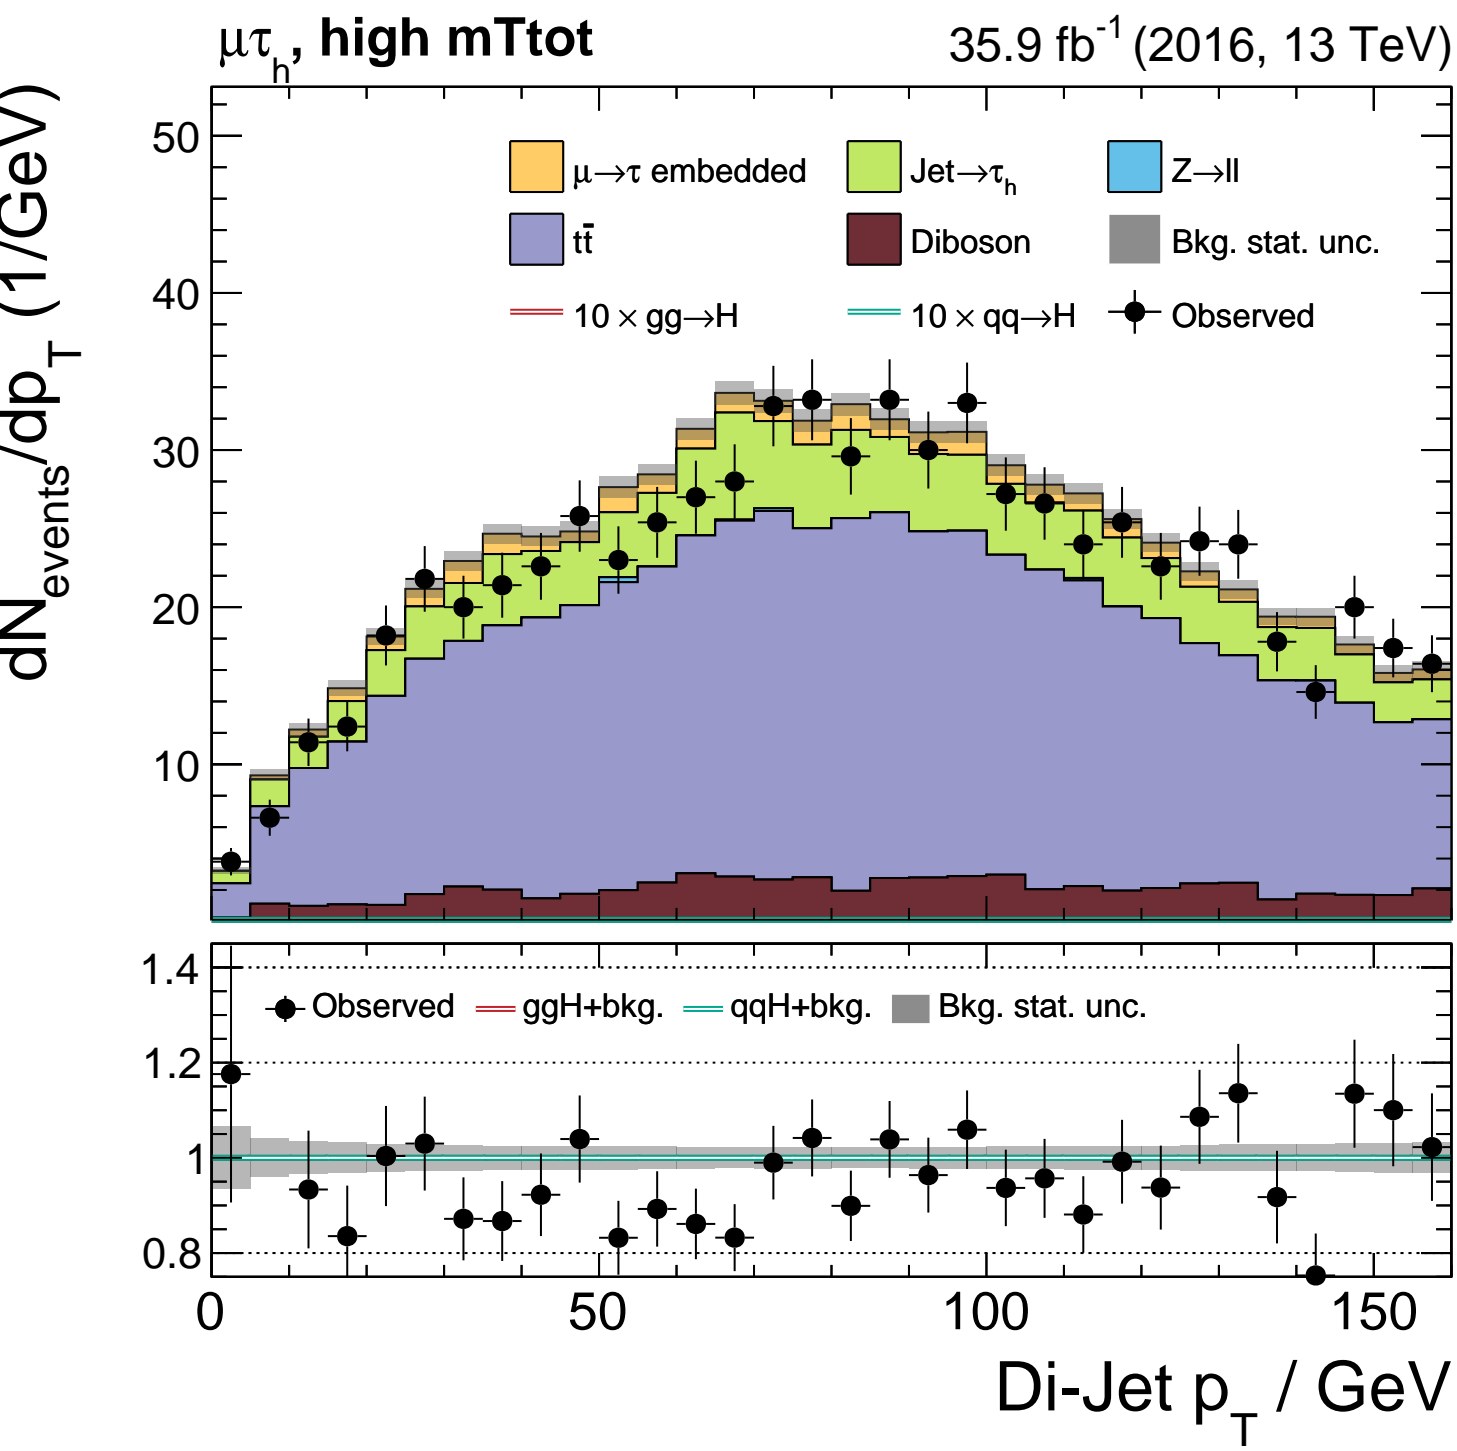 μτh, high mTtot 35.9 fb-1 (2016, 13 TeV)
dNevents/dpT (1/GeV)
50
40
30
20
10
μ→τ embedded Jet→τh Z→ll
tt̄ Diboson Bkg. stat. unc.
10 × gg→H 10 × qq→H Observed
1.4
1.2
1
0.8
Observed ggH+bkg. qqH+bkg. Bkg. stat. unc.
0 50 100 150
Di-Jet pT / GeV